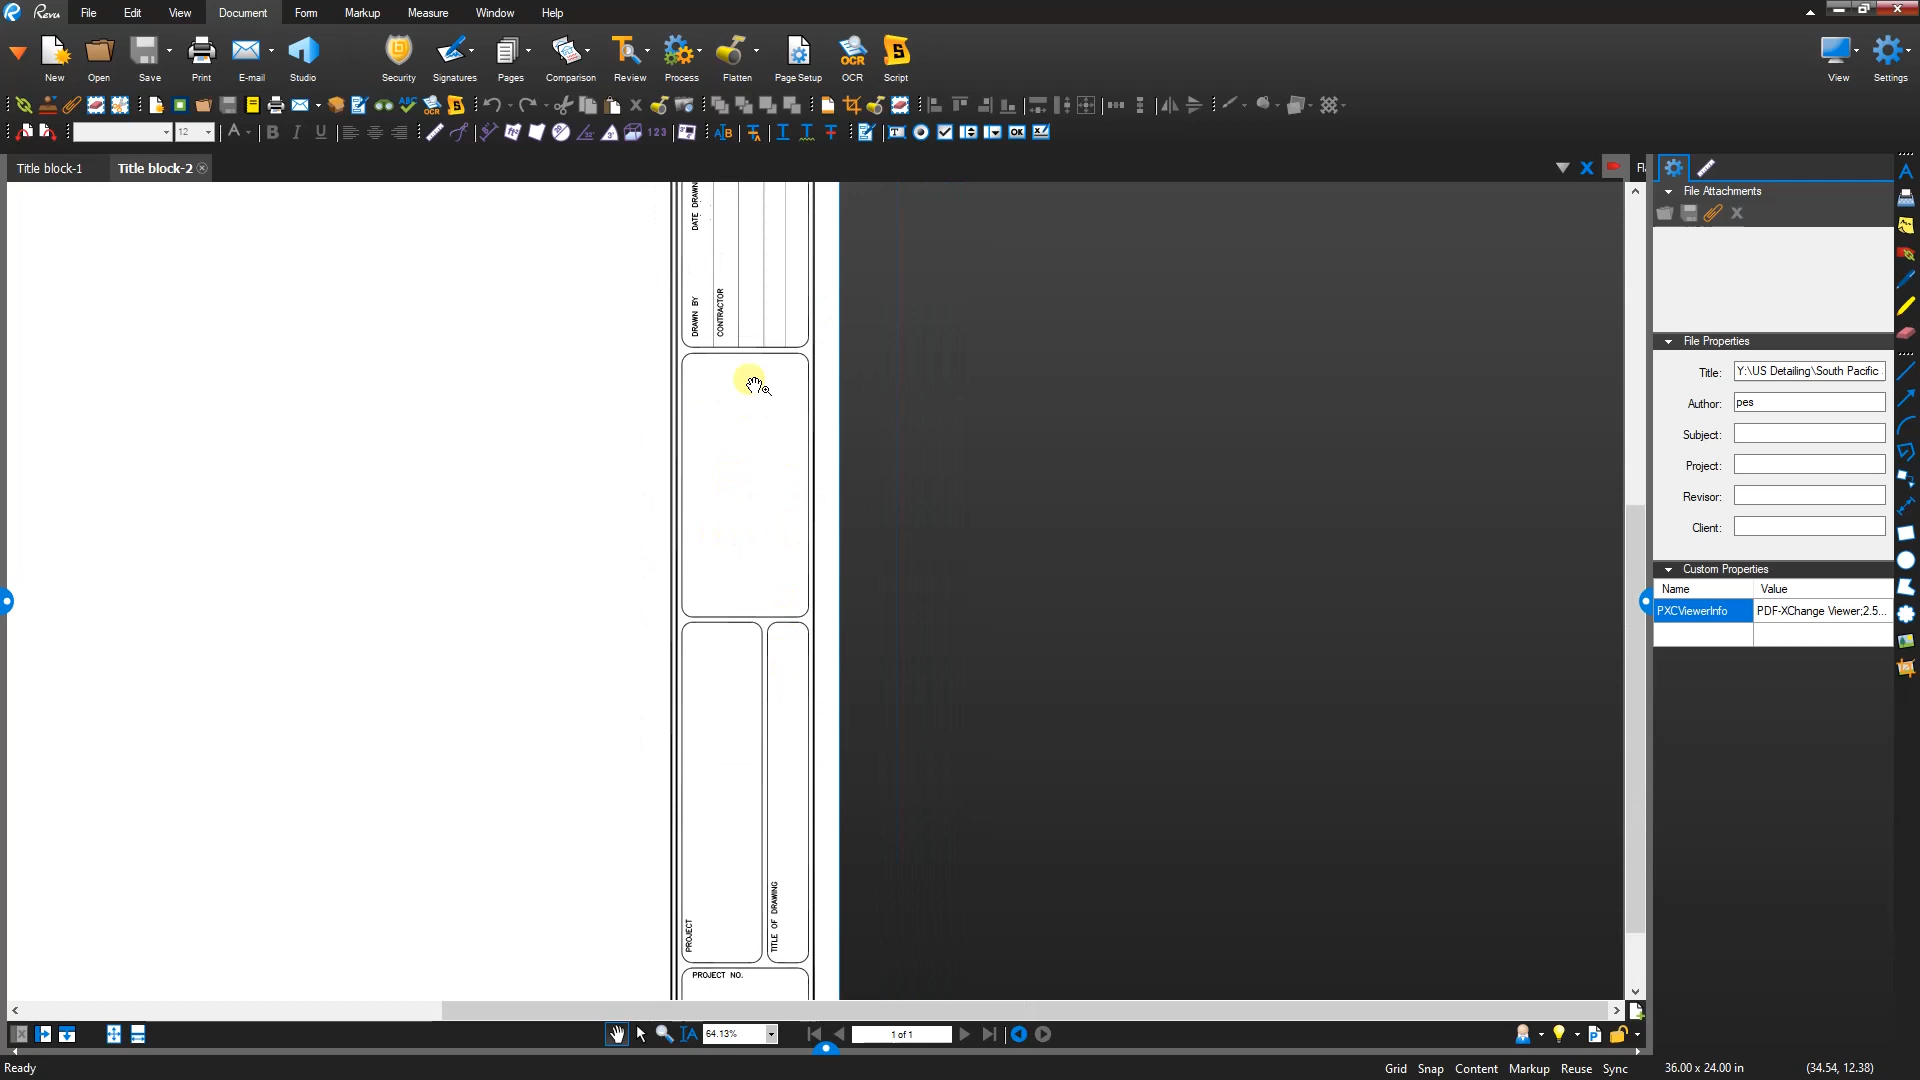 Revu File Edit View Document Form Markup Measure Window Help
New Open Save Print E-mail Studio Security Signatures Pages Comparison Review Process Flatten Page Setup OCR Script View Settings
12
Title block-1 Title block-2
File Attachments
DATE DRAWN
DRAWN BY
CONTRACTOR
File Properties
Title: Y:\US Detailing\South Pacific
Author: pes
Subject:
Project:
Revisor:
Client:
Custom Properties
Name Value
PXCViewerInfo PDF-XChange Viewer;2.5...
PROJECT
TITLE OF DRAWING
PROJECT NO.
64.13% 1 of 1
Ready Grid Snap Content Markup Reuse Sync 36.00 x 24.00 in (34.54, 12.38)